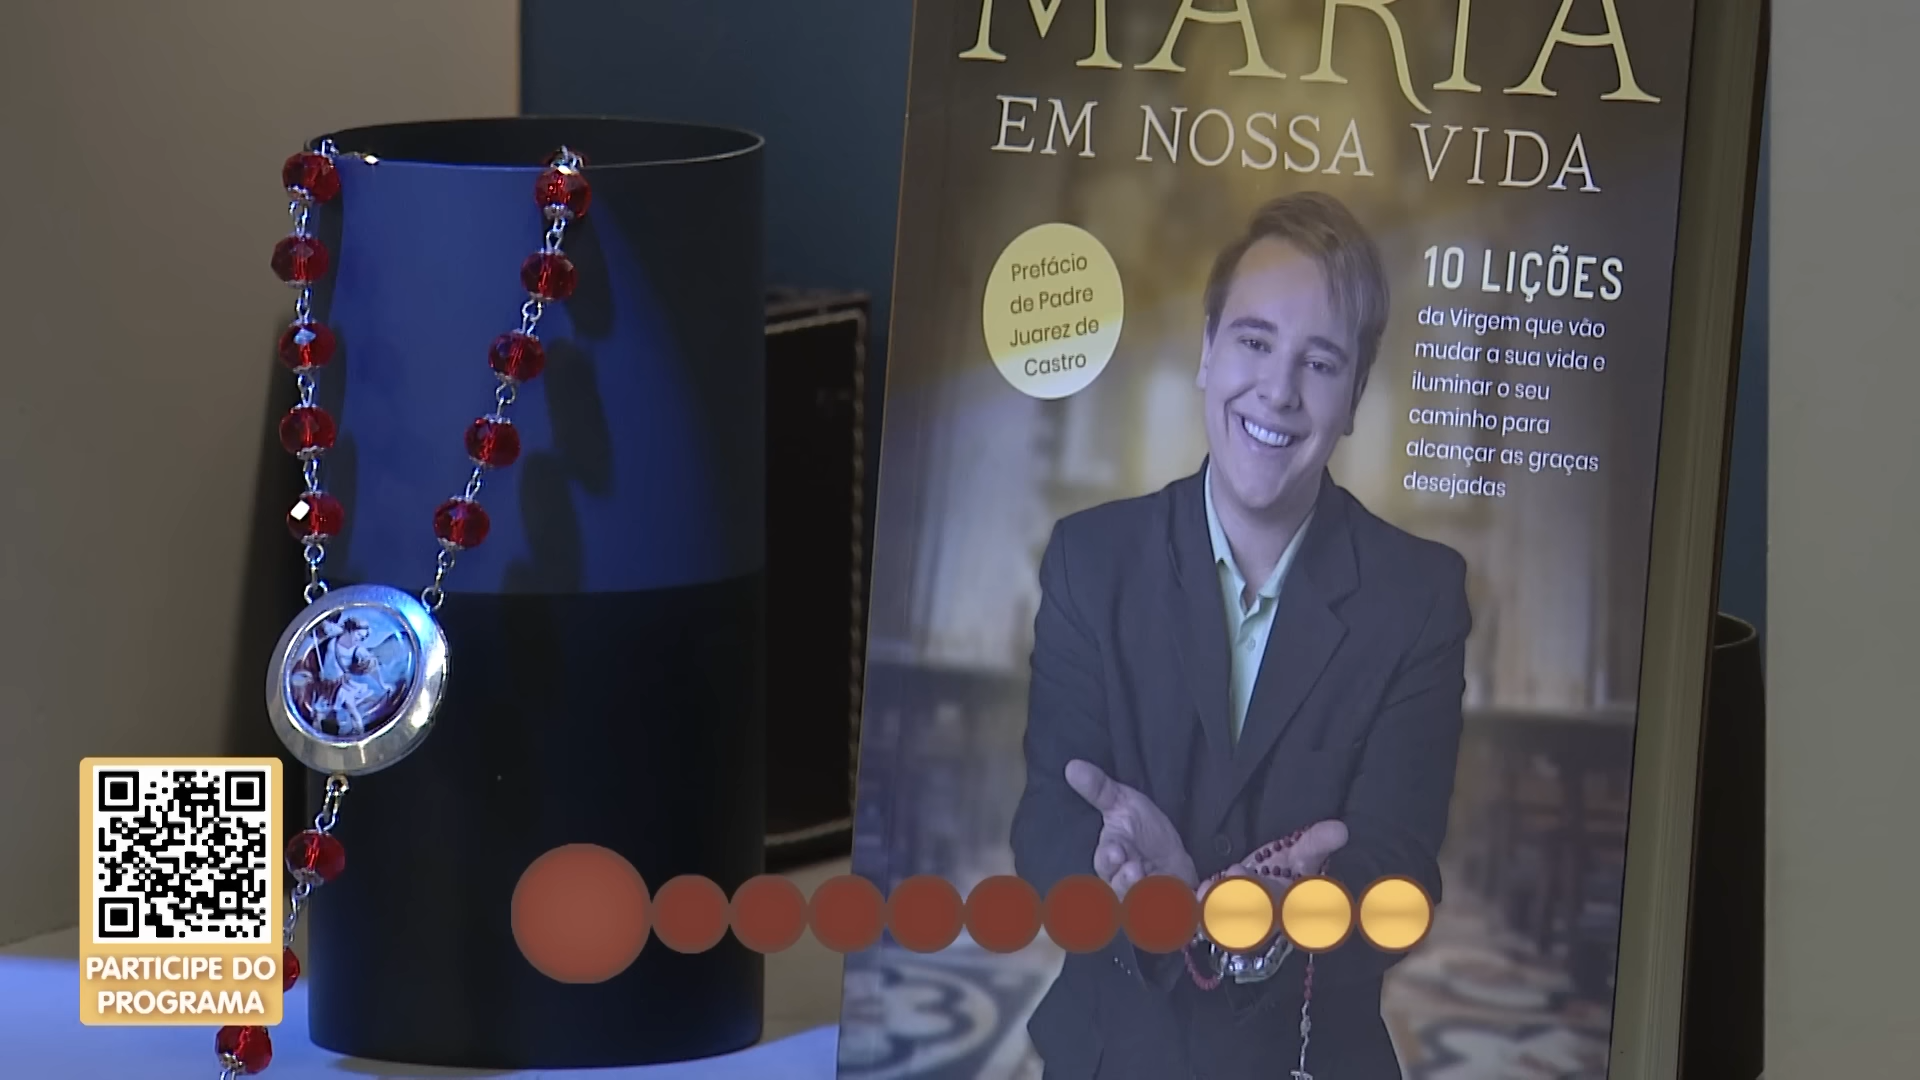 MARIA
EM NOSSA VIDA
Prefácio
de Padre
Juarez de
Castro
10 LIÇÕES
da Virgem que vão
mudar a sua vida e
iluminar o seu
caminho para
alcançar as graças
desejadas
PARTICIPE DO
PROGRAMA